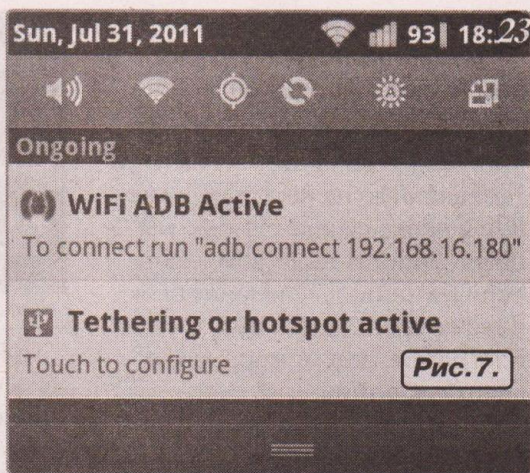 Sun, Jul 31, 2011 93 18:23
Ongoing
WiFi ADB Active
To connect run "adb connect 192.168.16.180"
Tethering or hotspot active
Touch to configure
Рис.7.